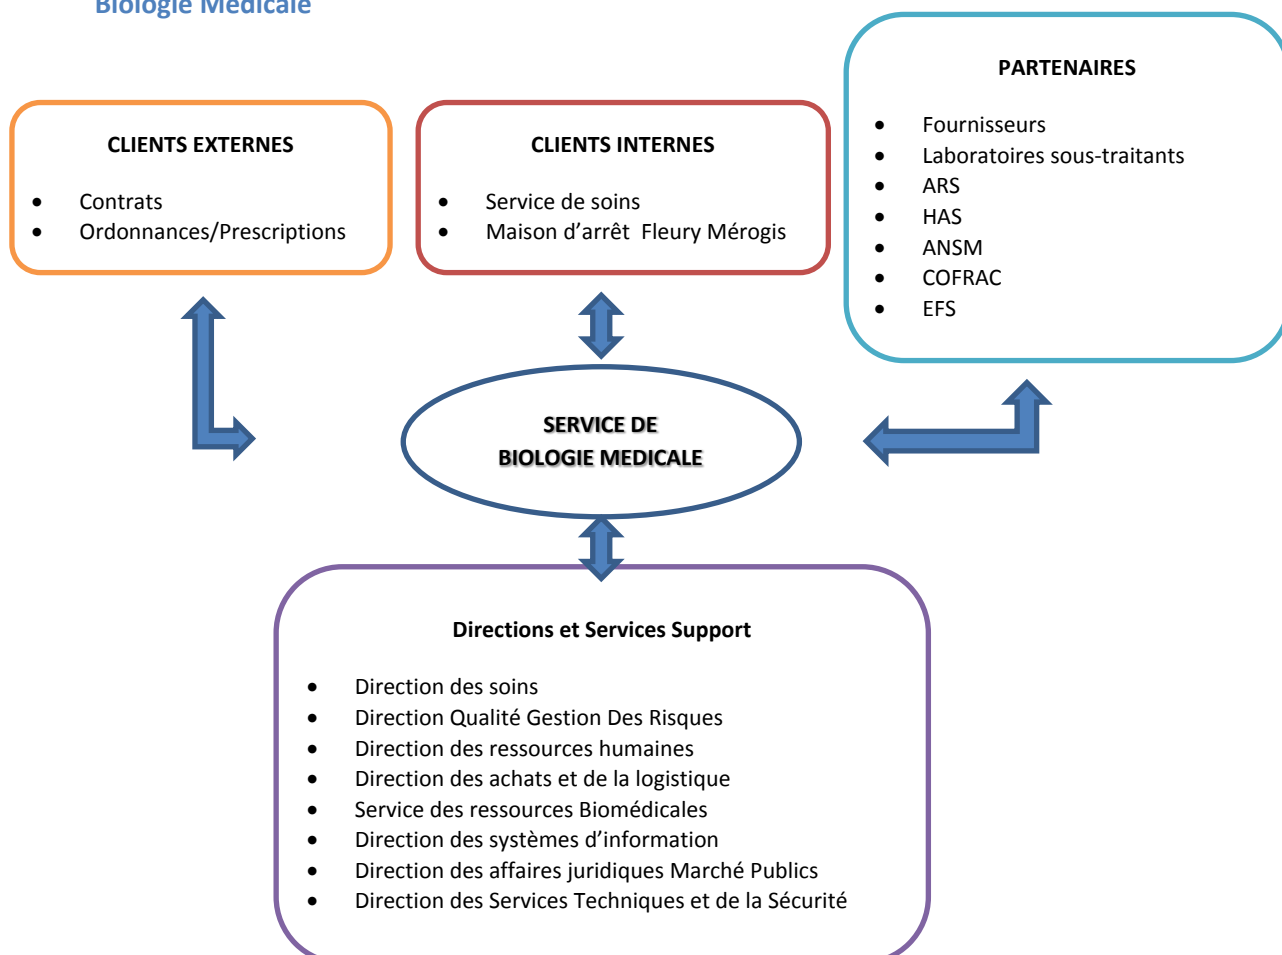 Biologie Médicale
PARTENAIRES
• Fournisseurs
• Laboratoires sous-traitants
• ARS
• HAS
• ANSM
• COFRAC
• EFS
CLIENTS EXTERNES
• Contrats
• Ordonnances/Prescriptions
CLIENTS INTERNES
• Service de soins
• Maison d’arrêt Fleury Mérogis
SERVICE DE
BIOLOGIE MEDICALE
Directions et Services Support
• Direction des soins
• Direction Qualité Gestion Des Risques
• Direction des ressources humaines
• Direction des achats et de la logistique
• Service des ressources Biomédicales
• Direction des systèmes d’information
• Direction des affaires juridiques Marché Publics
• Direction des Services Techniques et de la Sécurité